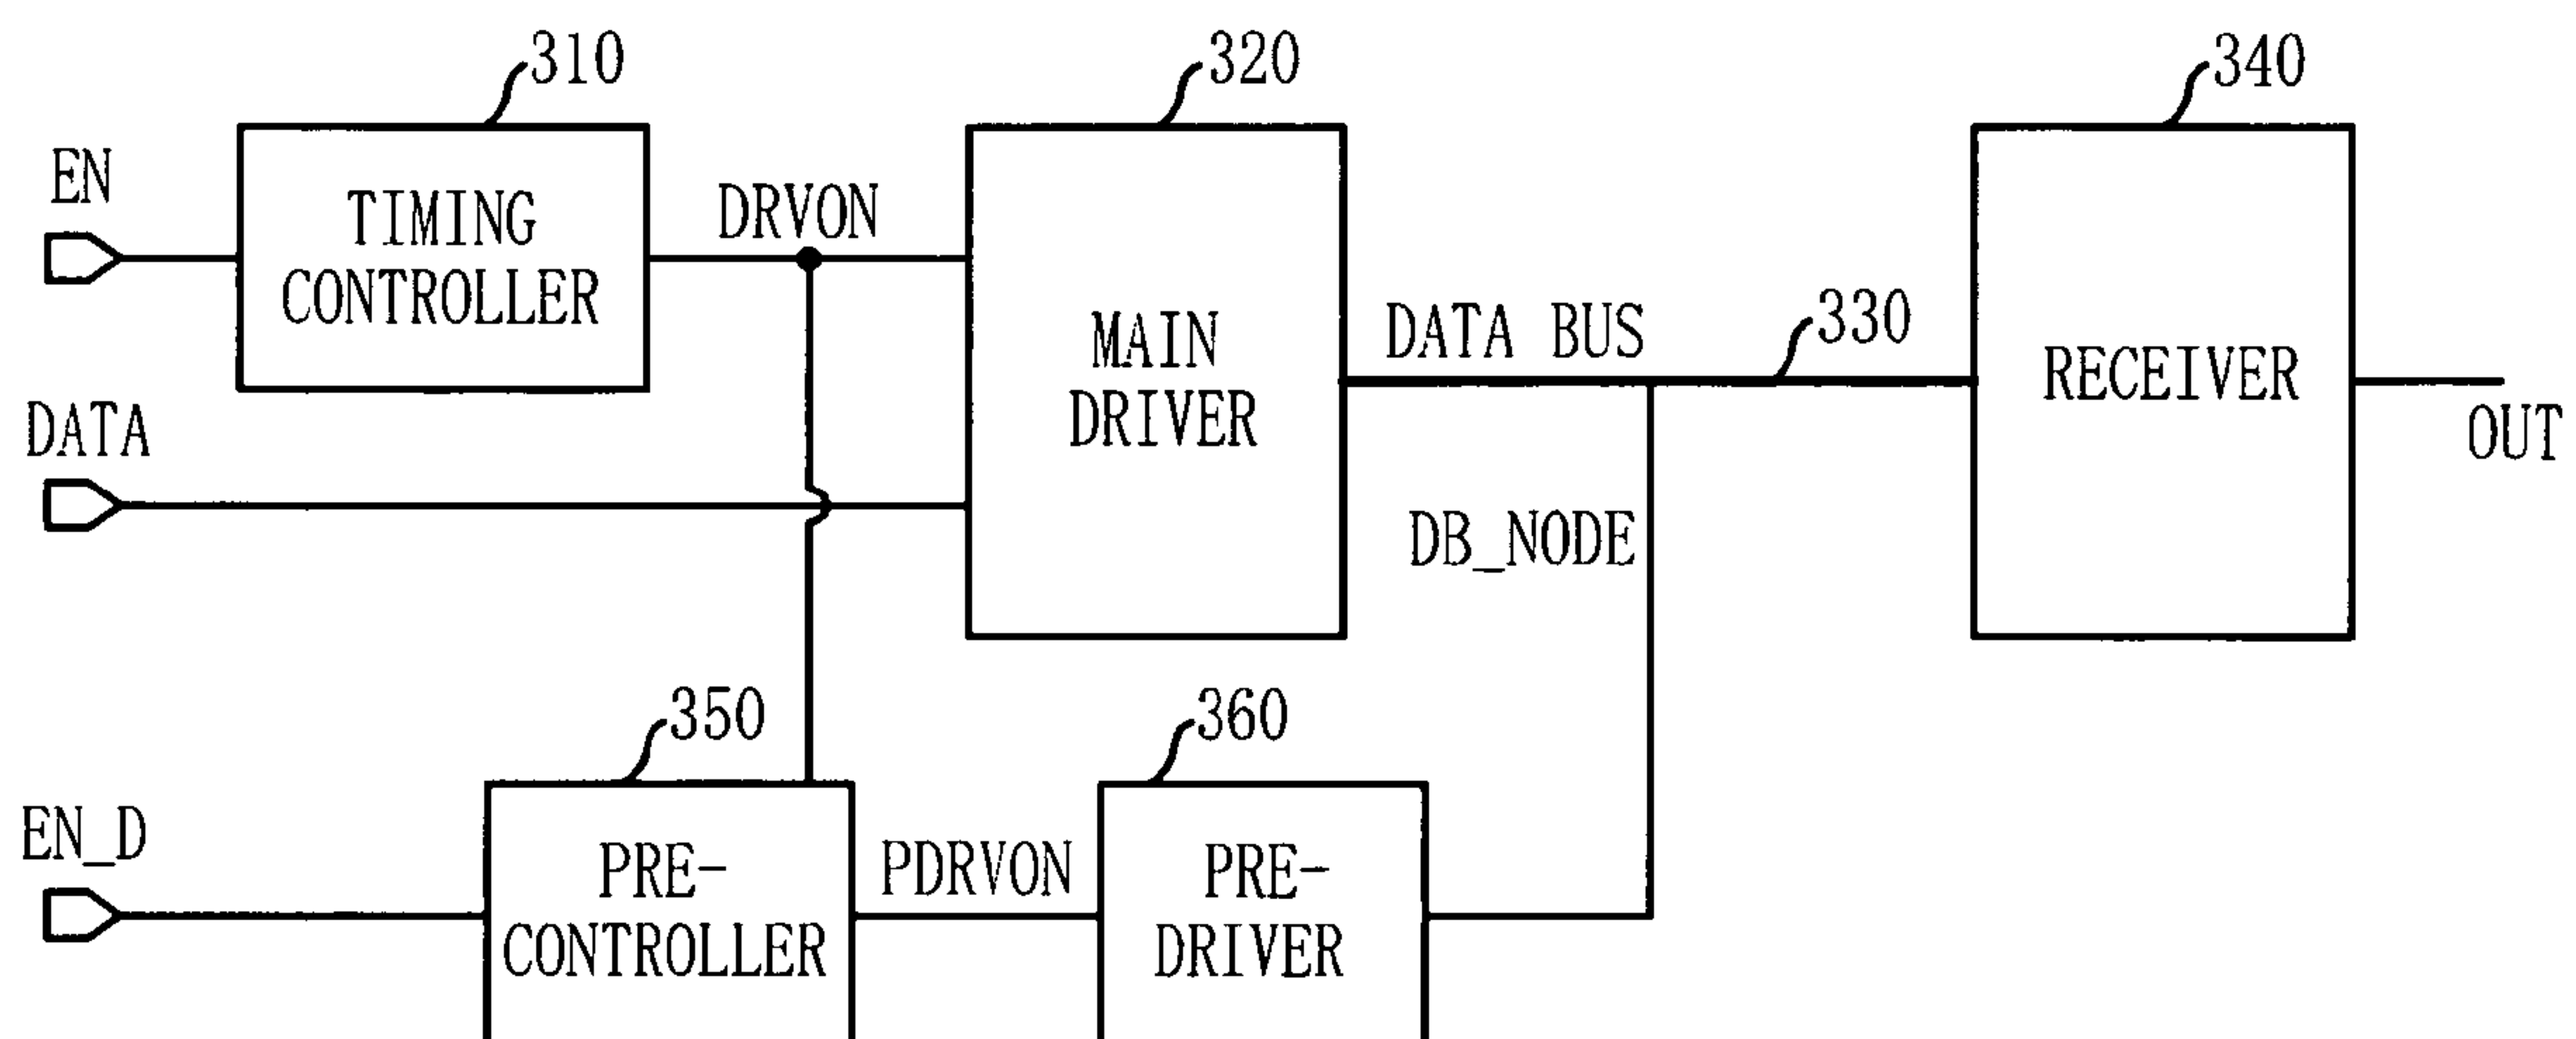 310
320
340
EN
TIMING
CONTROLLER
DRVON
MAIN
DRIVER
DATA BUS
330
RECEIVER
OUT
DATA
DB_NODE
350
360
EN_D
PRE-
CONTROLLER
PDRVON
PRE-
DRIVER